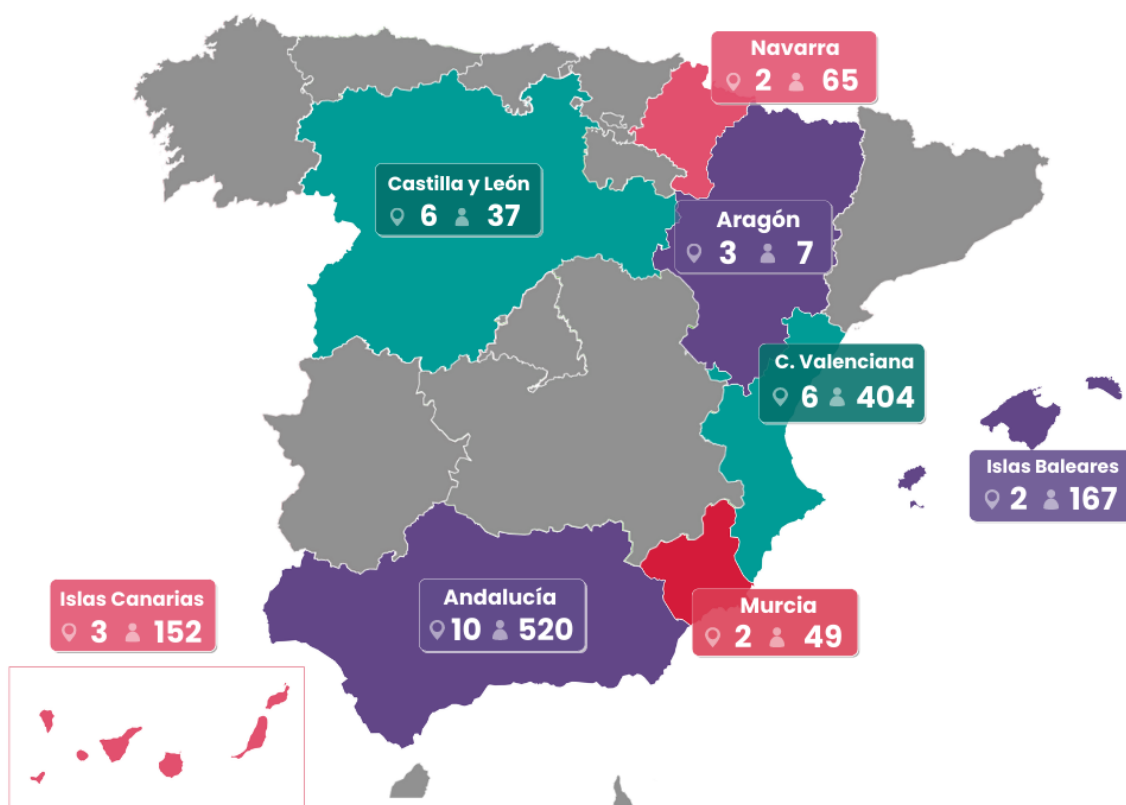 Navarra
2 65
Castilla y León
6 37
Aragón
3 7
C. Valenciana
6 404
Islas Baleares
2 167
Islas Canarias
3 152
Andalucía
10 520
Murcia
2 49